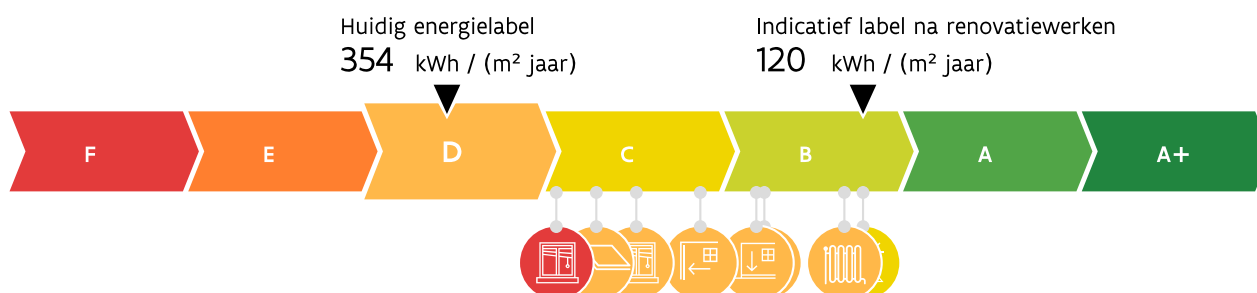 Huidig energielabel
354 kWh / (m² jaar)
Indicatief label na renovatiewerken
120 kWh / (m² jaar)
F E D C B A A+